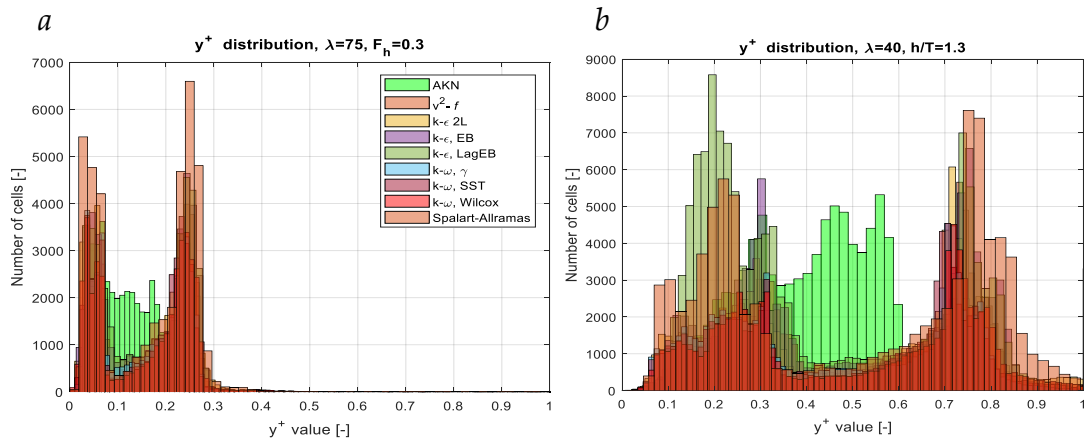 a
y+ distribution, λ=75, F_h=0.3
7000
6000
5000
4000
3000
2000
1000
0
Number of cells [-]
0 0.1 0.2 0.3 0.4 0.5 0.6 0.7 0.8 0.9 1
y+ value [-]
AKN
v²- f
k-ϵ 2L
k-ϵ, EB
k-ϵ, LagEB
k-ω, γ
k-ω, SST
k-ω, Wilcox
Spalart-Allramas
b
y+ distribution, λ=40, h/T=1.3
9000
8000
7000
6000
5000
4000
3000
2000
1000
0
Number of cells [-]
0 0.1 0.2 0.3 0.4 0.5 0.6 0.7 0.8 0.9 1
y+ value [-]